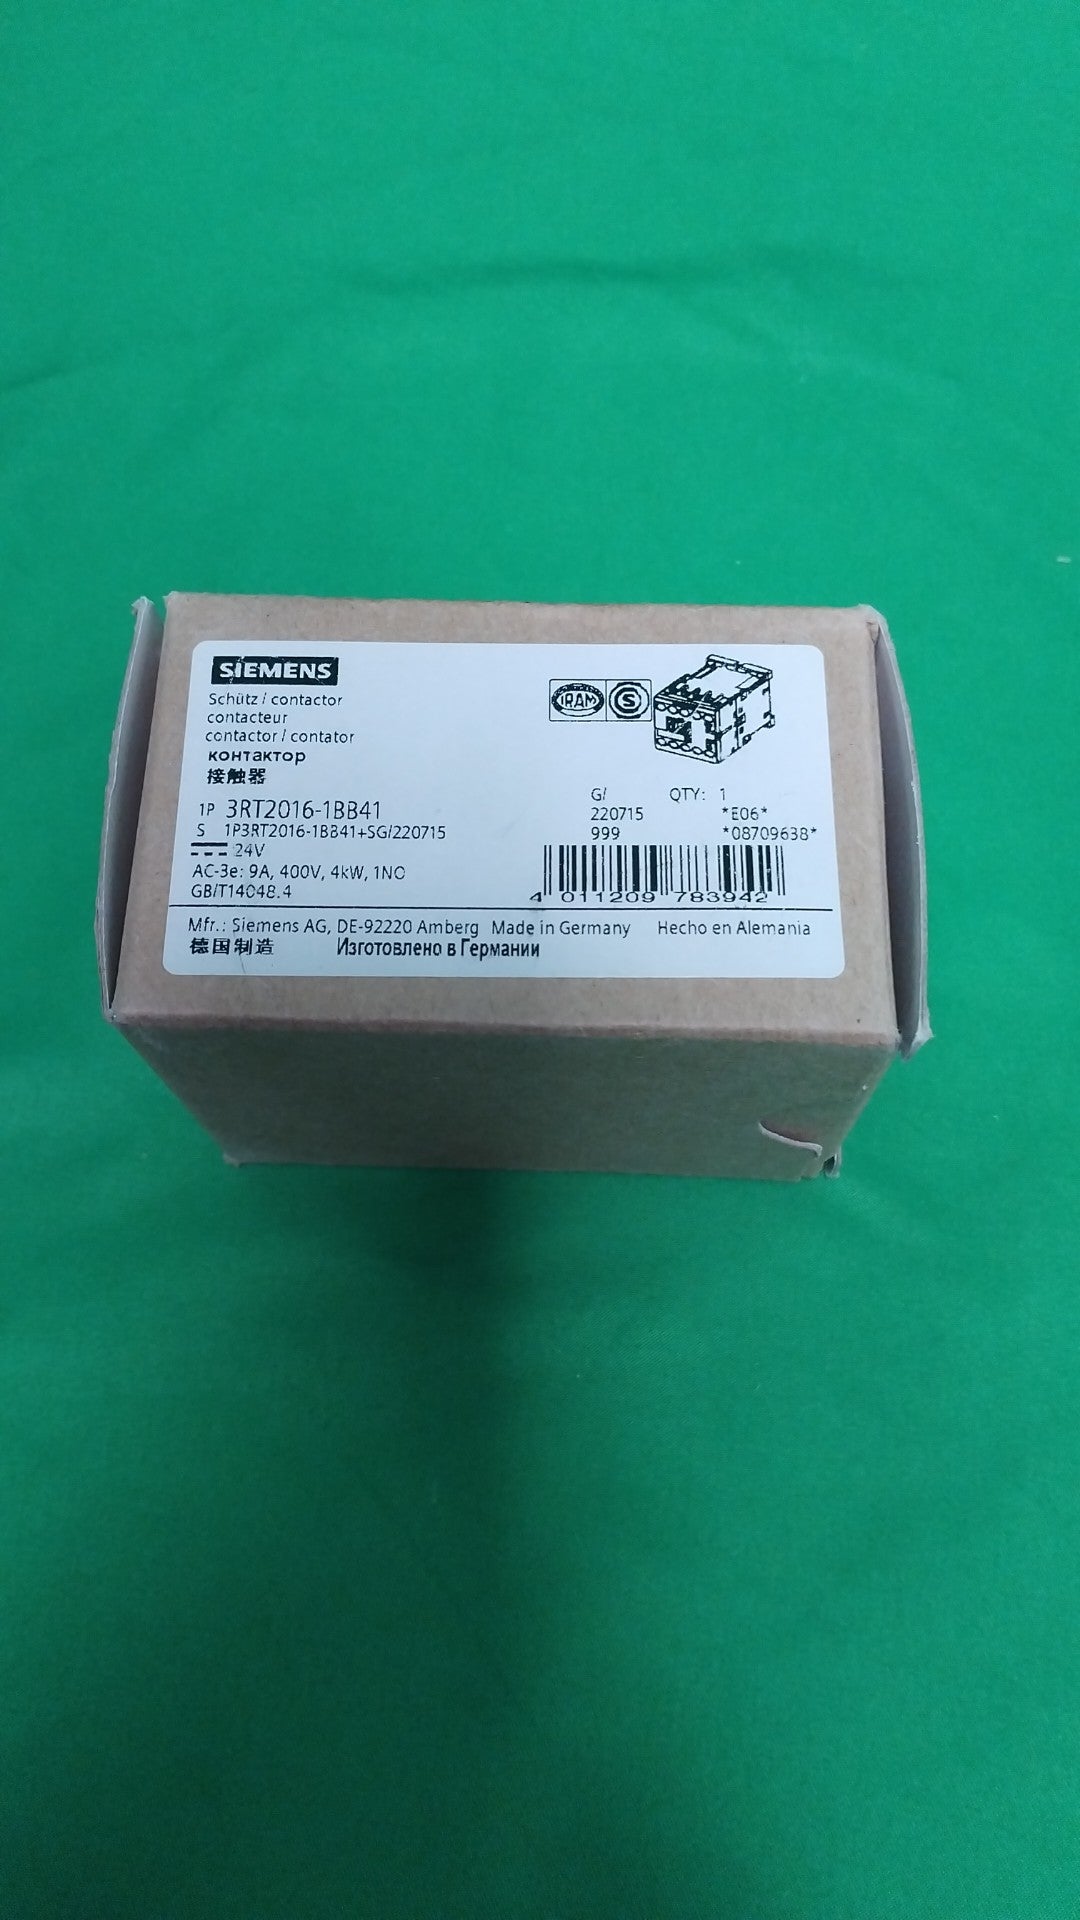 SIEMENS
Schütz / contactor
contacteur
contactor / contator
контактор
接触器
IRAM
S
1P 3RT2016-1BB41
S 1P3RT2016-1BB41+SG/220715
24V
AC-3e: 9A, 400V, 4kW, 1NO
GB/T14048.4
G/ QTY: 1
220715 *E06*
999 *08709638*
4 011209 783942
Mfr.: Siemens AG, DE-92220 Amberg Made in Germany Hecho en Alemania
德国制造 Изготовлено в Германии